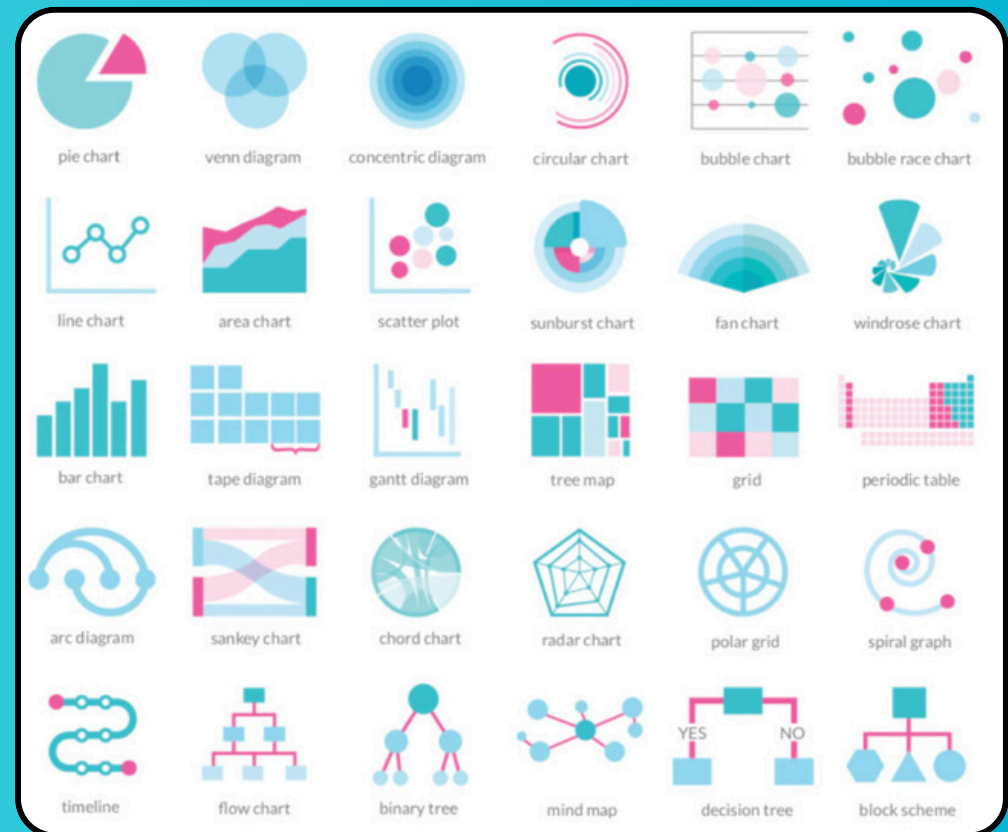 pie chart
venn diagram
concentric diagram
circular chart
bubble chart
bubble race chart
line chart
area chart
scatter plot
sunburst chart
fan chart
windrose chart
bar chart
tape diagram
gantt diagram
tree map
grid
periodic table
arc diagram
sankey chart
chord chart
radar chart
polar grid
spiral graph
YES
NO
timeline
flow chart
binary tree
mind map
decision tree
block scheme